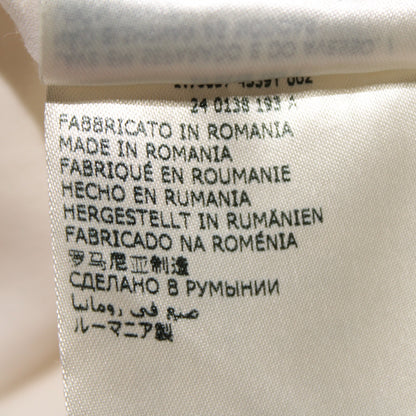 24 0138 193 A
FABBRICATO IN ROMANIA
MADE IN ROMANIA
FABRIQUÉ EN ROUMANIE
HECHO EN RUMANIA
HERGESTELLT IN RUMÄNIEN
FABRICADO NA ROMÉNIA
罗马尼亚制造
СДЕЛАНО В РУМЫНИИ
صنع في رومانيا
ルーマニア製